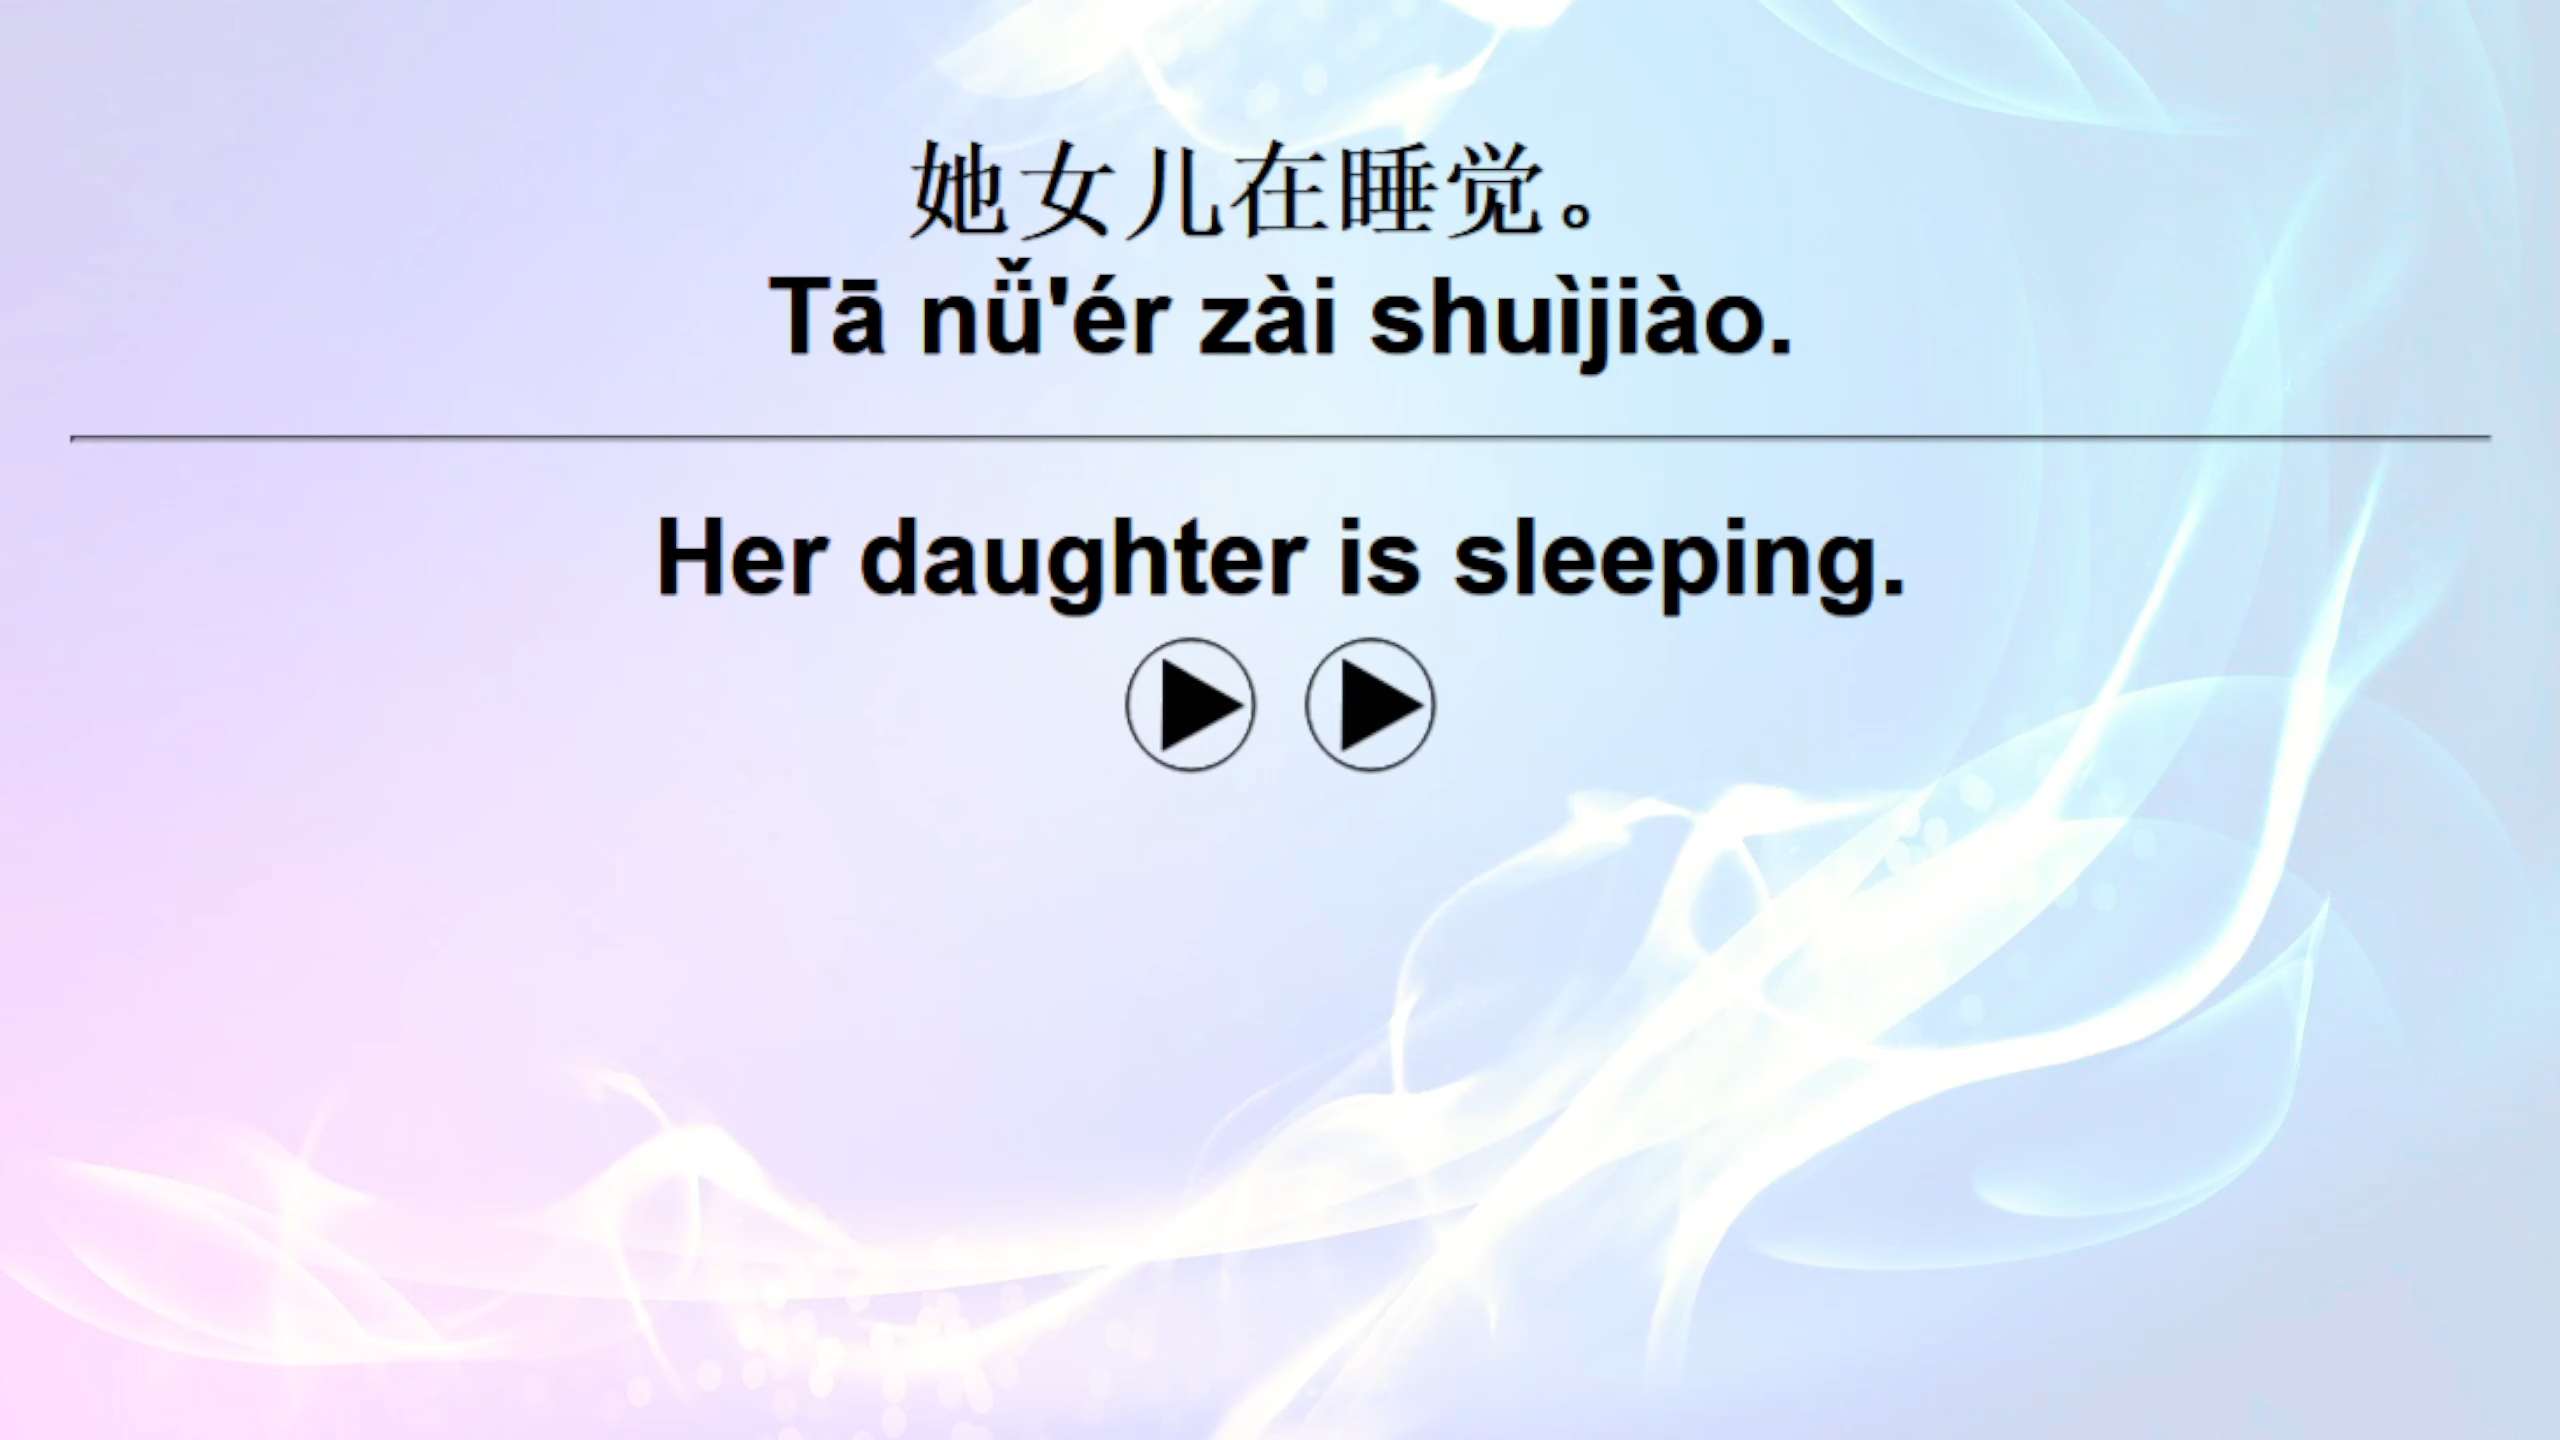 她女儿在睡觉。
Tā nǚ'ér zài shuìjiào.
Her daughter is sleeping.